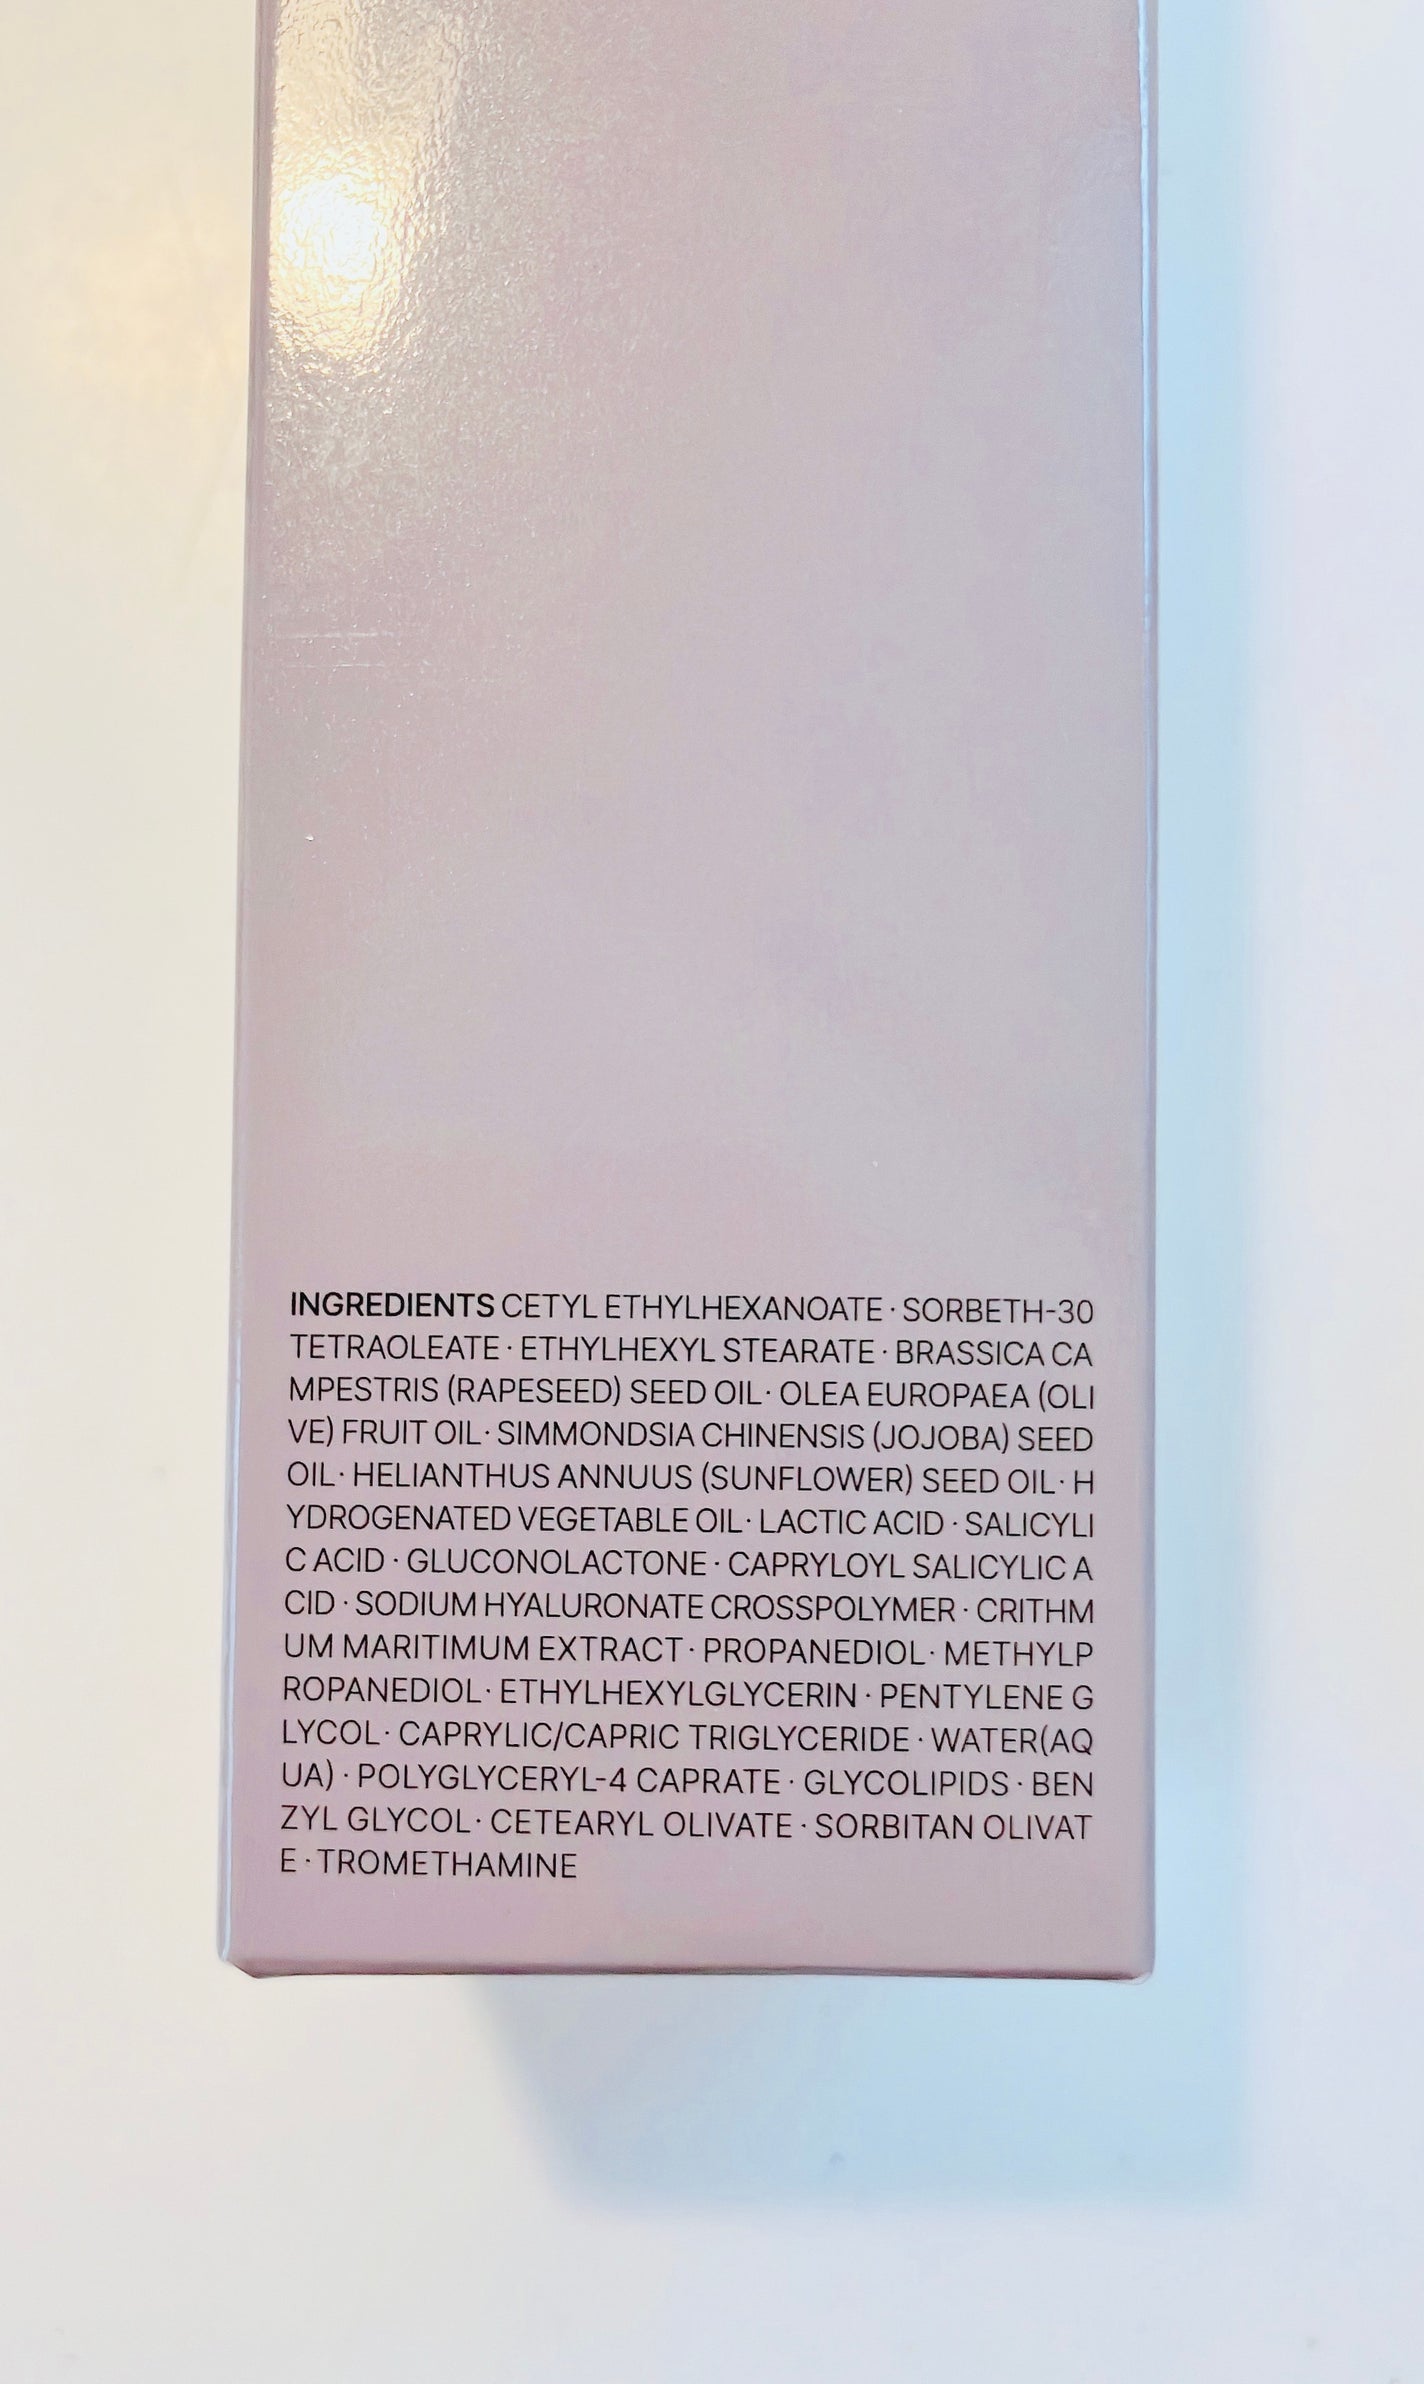 INGREDIENTS CETYL ETHYLHEXANOATE · SORBETH-30
TETRAOLEATE · ETHYLHEXYL STEARATE · BRASSICA CA
MPESTRIS (RAPESEED) SEED OIL · OLEA EUROPAEA (OLI
VE) FRUIT OIL · SIMMONDSIA CHINENSIS (JOJOBA) SEED
OIL · HELIANTHUS ANNUUS (SUNFLOWER) SEED OIL · H
YDROGENATED VEGETABLE OIL · LACTIC ACID · SALICYLI
C ACID · GLUCONOLACTONE · CAPRYLOYL SALICYLIC A
CID · SODIUM HYALURONATE CROSSPOLYMER · CRITHM
UM MARITIMUM EXTRACT · PROPANEDIOL · METHYLP
ROPANEDIOL · ETHYLHEXYLGLYCERIN · PENTYLENE G
LYCOL · CAPRYLIC/CAPRIC TRIGLYCERIDE · WATER(AQ
UA) · POLYGLYCERYL-4 CAPRATE · GLYCOLIPIDS · BEN
ZYL GLYCOL · CETEARYL OLIVATE · SORBITAN OLIVAT
E · TROMETHAMINE